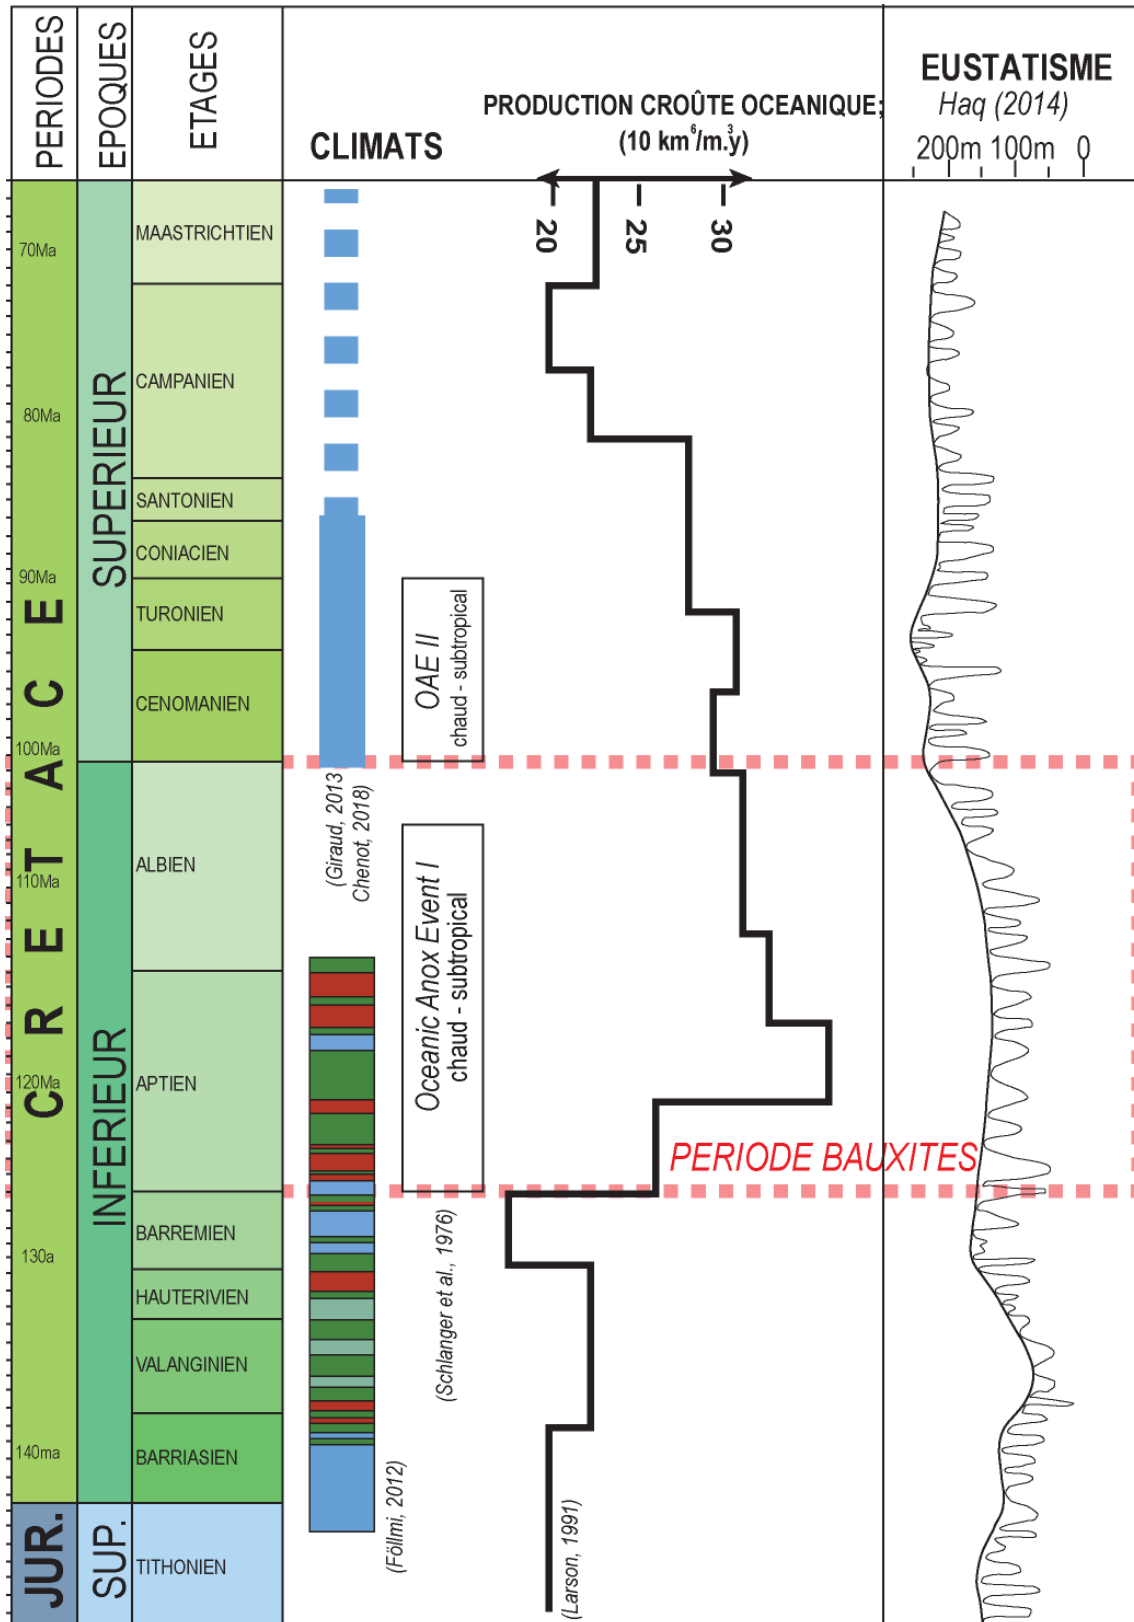 PERIODES
EPOQUES
ETAGES
CLIMATS
PRODUCTION CROÛTE OCEANIQUE;
(10 km⁶/m.³y)
EUSTATISME
Haq (2014)
200m 100m 0
20
25
30
CRETACE
JUR.
SUPERIEUR
INFERIEUR
SUP.
70Ma
80Ma
90Ma
100Ma
110Ma
120Ma
130a
140ma
MAASTRICHTIEN
CAMPANIEN
SANTONIEN
CONIACIEN
TURONIEN
CENOMANIEN
ALBIEN
APTIEN
BARREMIEN
HAUTERIVIEN
VALANGINIEN
BARRIASIEN
TITHONIEN
(Giraud, 2013
Chenot, 2018)
(Föllmi, 2012)
OAE II
chaud - subtropical
Oceanic Anox Event I
chaud - subtropical
(Schlanger et al., 1976)
(Larson, 1991)
PERIODE BAUXITES